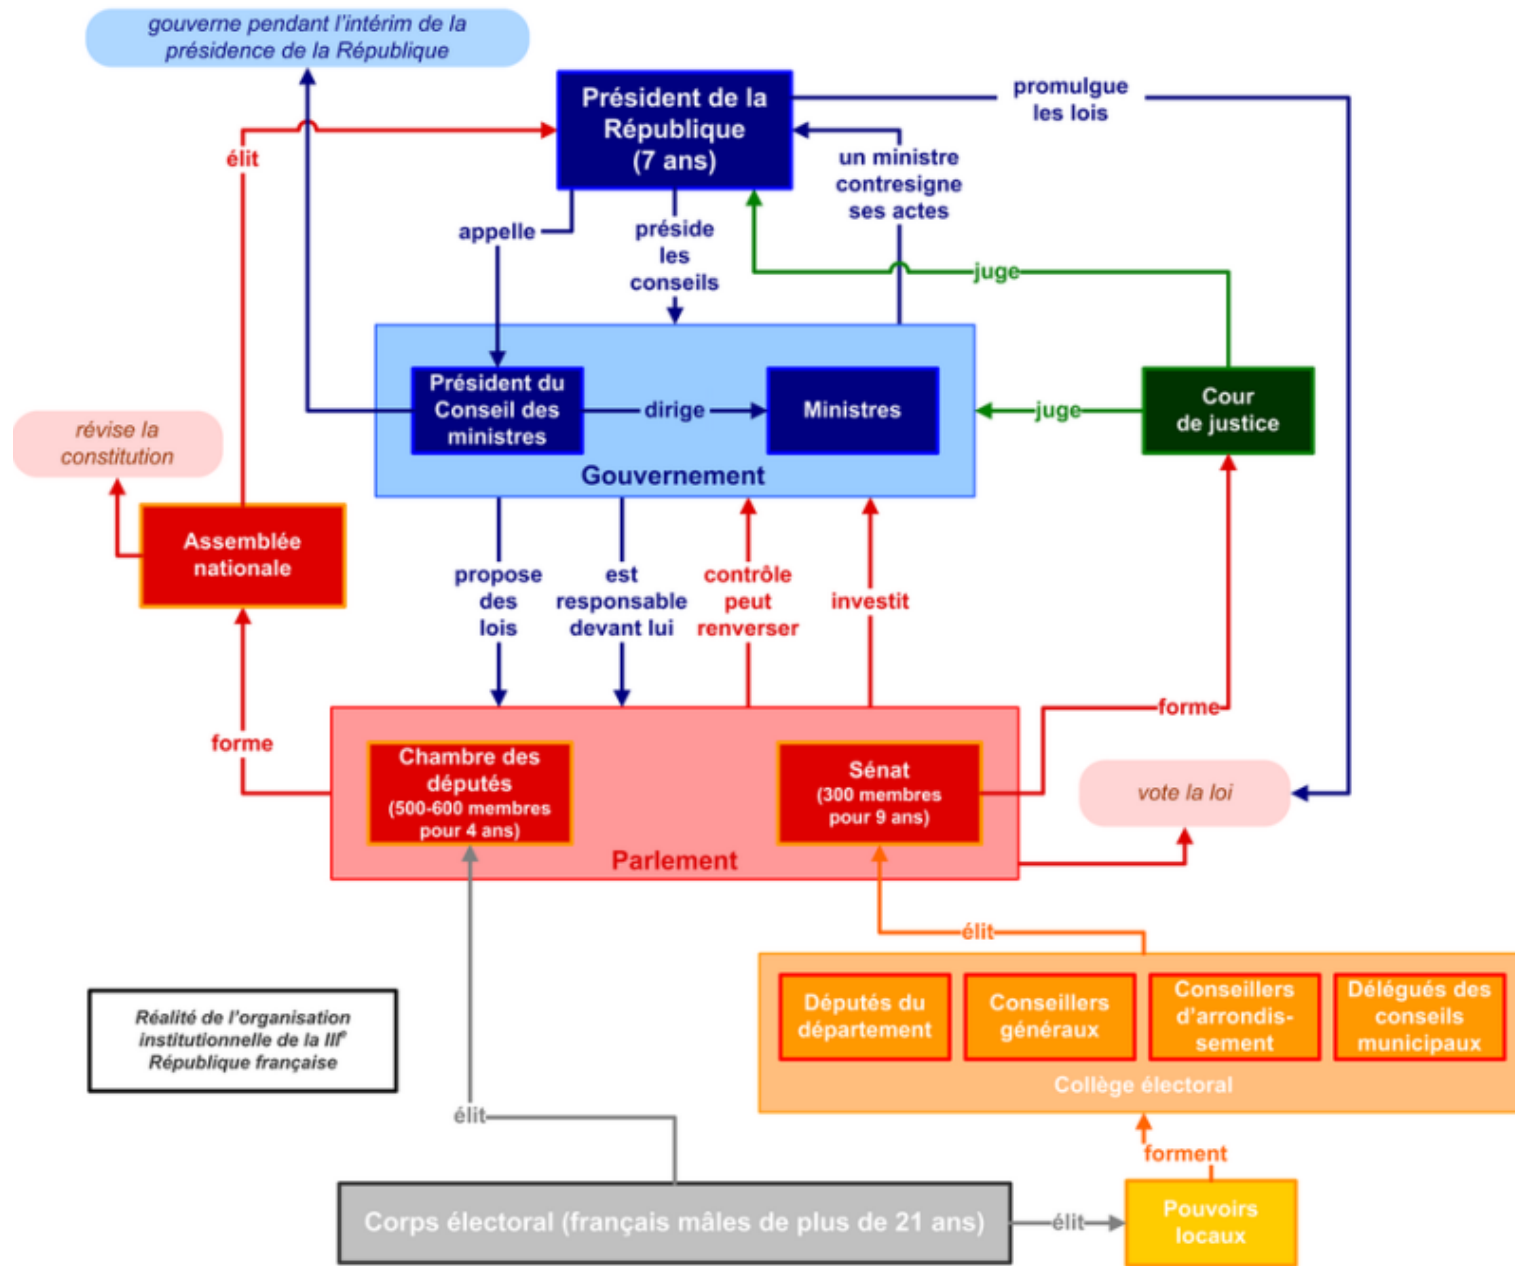 gouverne pendant l'intérim de la
présidence de la République
Président de la
République
(7 ans)
promulgue
les lois
élit
un ministre
contresigne
ses actes
appelle
préside
les
conseils
juge
Président du
Conseil des
ministres
dirige
Ministres
juge
Cour
de justice
Gouvernement
révise la
constitution
Assemblée
nationale
propose
des
lois
est
responsable
devant lui
contrôle
peut
renverser
investit
forme
forme
Chambre des
députés
(500-600 membres
pour 4 ans)
Sénat
(300 membres
pour 9 ans)
vote la loi
Parlement
élit
Députés du
département
Conseillers
généraux
Conseillers
d'arrondis-
sement
Délégués des
conseils
municipaux
Collège électoral
Réalité de l'organisation
institutionnelle de la IIIe
République française
élit
forment
Corps électoral (français mâles de plus de 21 ans)
élit
Pouvoirs
locaux